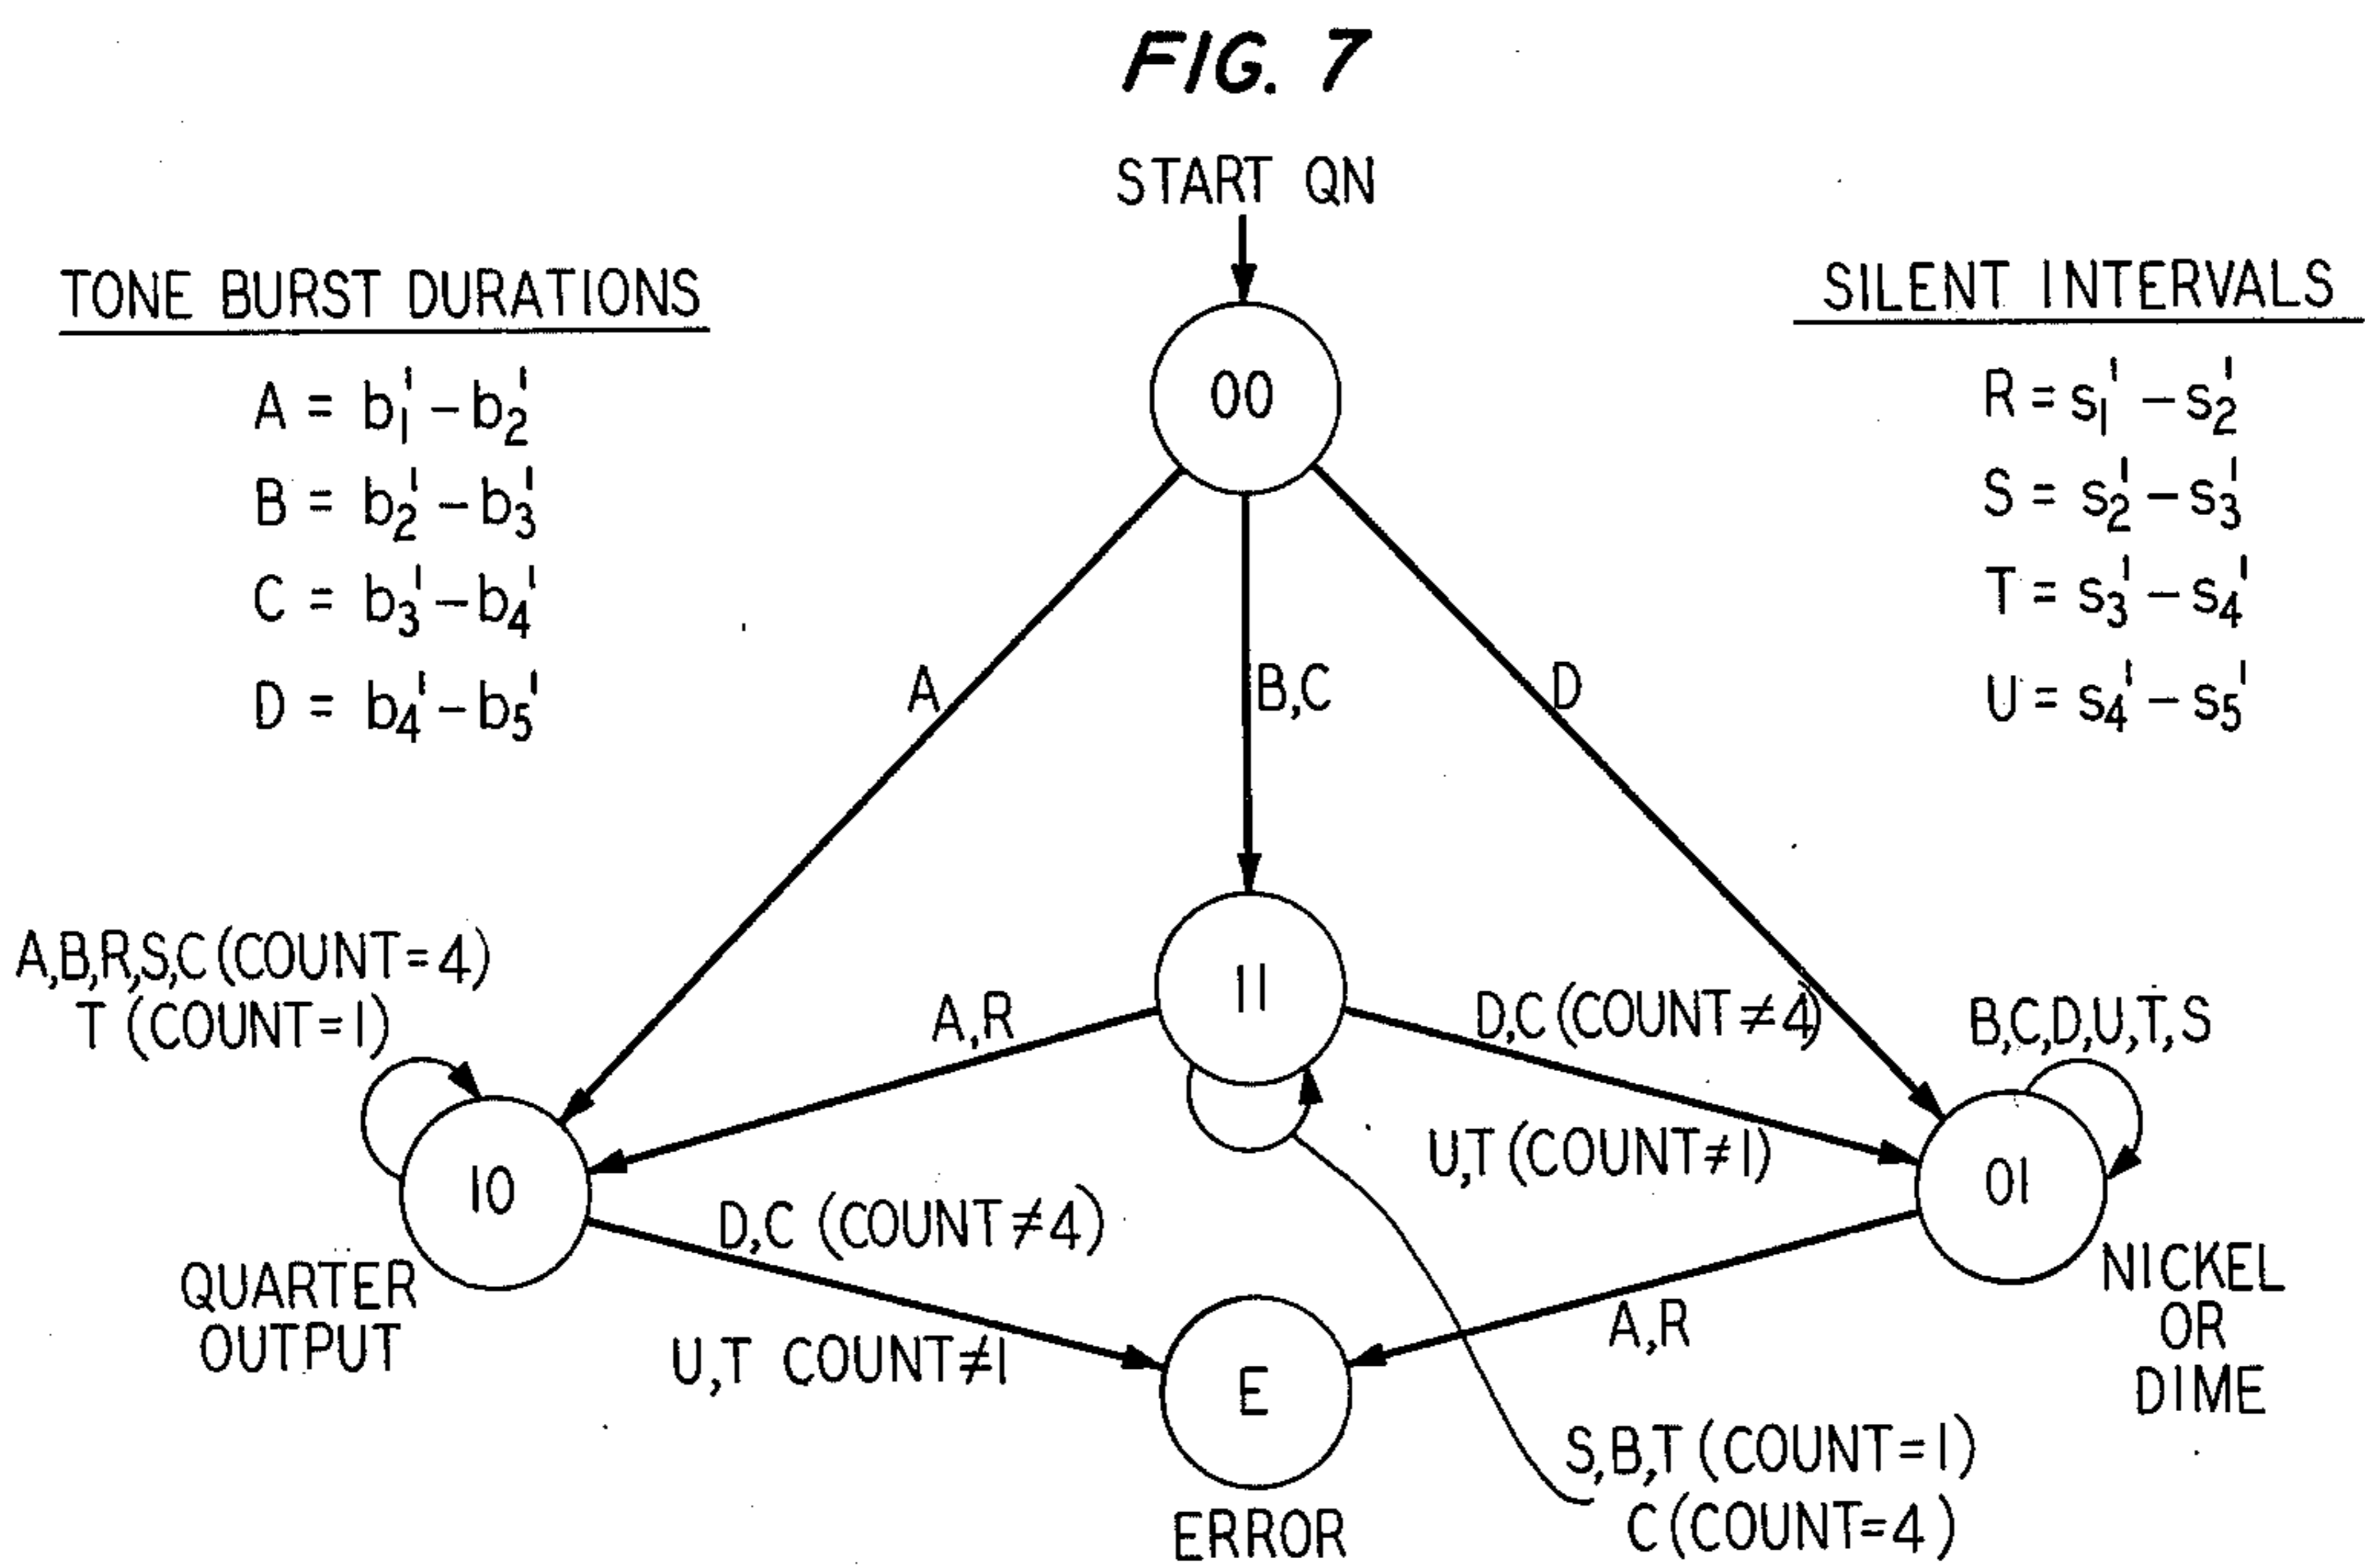 FIG. 7
START QN
TONE BURST DURATIONS
A = b₁' – b₂'
B = b₂' – b₃'
C = b₃' – b₄'
D = b₄' – b₅'
SILENT INTERVALS
R = s₁' – s₂'
S = s₂' – s₃'
T = s₃' – s₄'
U = s₄' – s₅'
00
A
B,C
D
A,B,R,S,C (COUNT=4)
T (COUNT=1)
11
A,R
D,C (COUNT≠4)
U,T (COUNT≠1)
B,C,D,U,T,S
10
01
QUARTER
OUTPUT
D,C (COUNT≠4)
U,T COUNT≠1
NICKEL
OR
DIME
A,R
E
ERROR
S,B,T (COUNT=1)
C (COUNT=4)